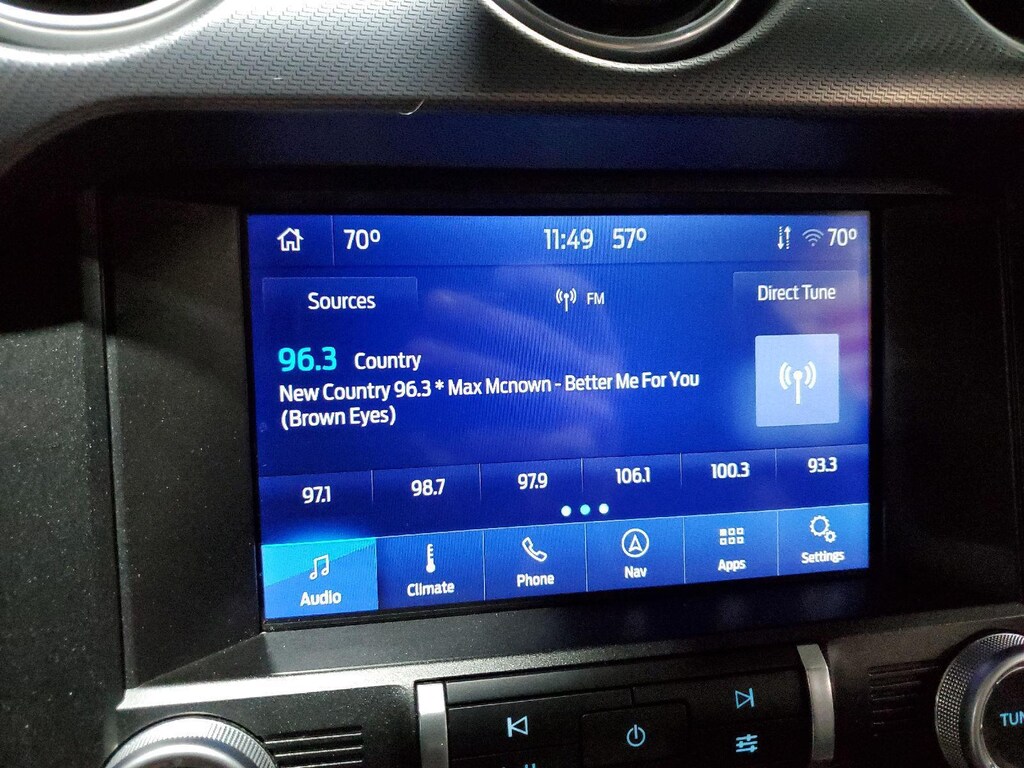 70° 11:49 57° 70°
Sources FM Direct Tune
96.3 Country
New Country 96.3 * Max Mcnown - Better Me For You
(Brown Eyes)
97.1 98.7 97.9 106.1 100.3 93.3
Audio Climate Phone Nav Apps Settings
TUN